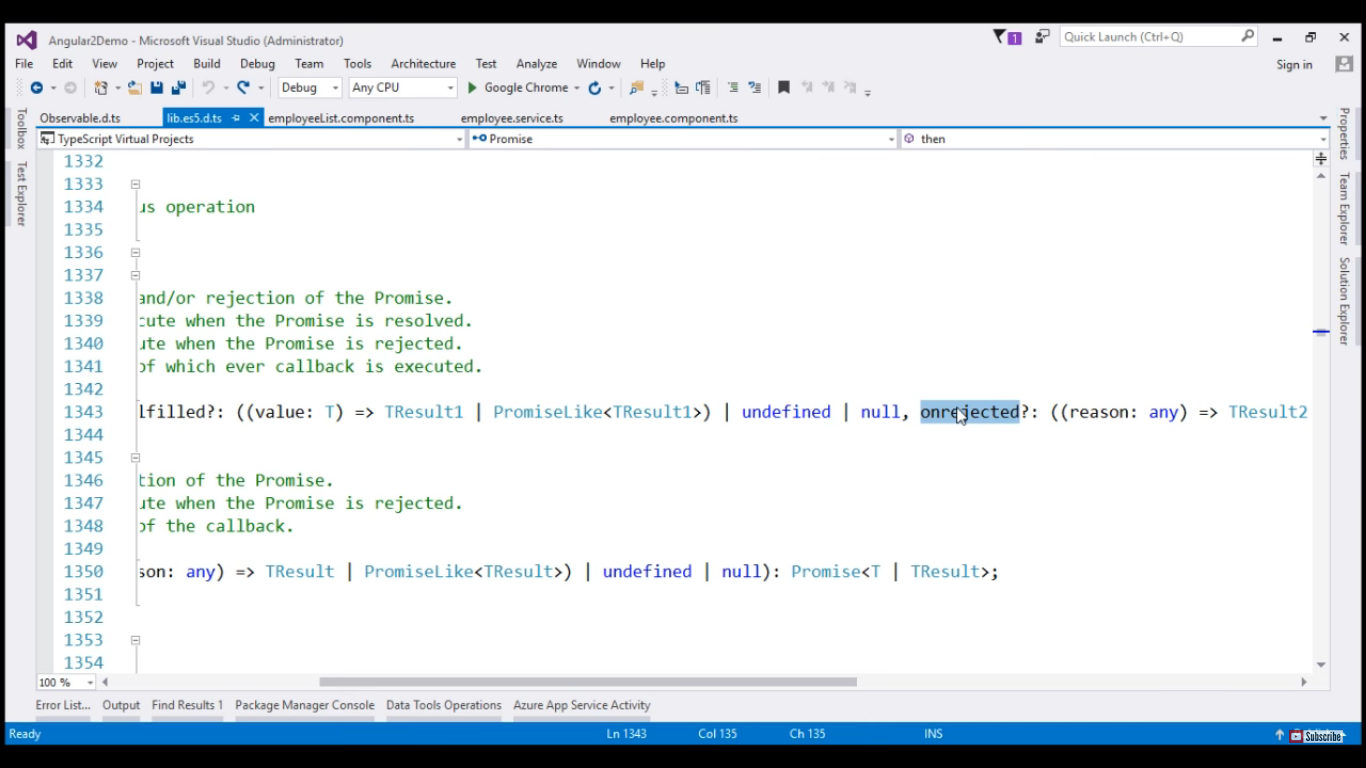 Angular2Demo - Microsoft Visual Studio (Administrator)
1
Quick Launch (Ctrl+Q)
File Edit View Project Build Debug Team Tools Architecture Test Analyze Window Help
Sign in
Debug Any CPU Google Chrome
Observable.d.ts lib.es5.d.ts employeeList.component.ts employee.service.ts employee.component.ts
TypeScript Virtual Projects Promise then
Toolbox
Test Explorer
1332
1333
1334 us operation
1335
1336
1337
1338 and/or rejection of the Promise.
1339 cute when the Promise is resolved.
1340 ute when the Promise is rejected.
1341 of which ever callback is executed.
1342
1343 lfilled?: ((value: T) => TResult1 | PromiseLike<TResult1>) | undefined | null, onrejected?: ((reason: any) => TResult2
1344
1345
1346 tion of the Promise.
1347 ute when the Promise is rejected.
1348 of the callback.
1349
1350 son: any) => TResult | PromiseLike<TResult>) | undefined | null): Promise<T | TResult>;
1351
1352
1353
1354
Properties
Team Explorer
Solution Explorer
100 %
Error List... Output Find Results 1 Package Manager Console Data Tools Operations Azure App Service Activity
Ready Ln 1343 Col 135 Ch 135 INS
Subscribe